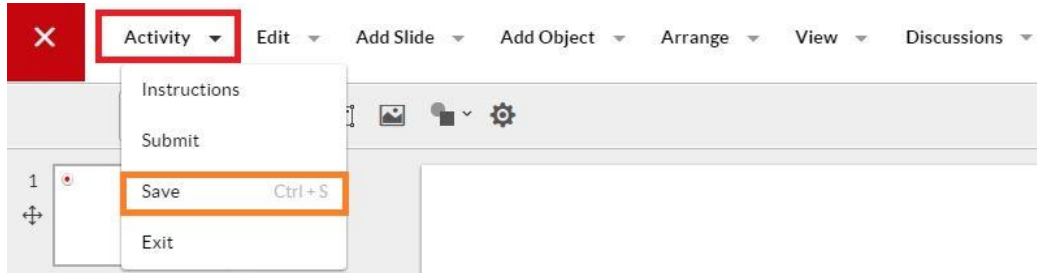 Activity Edit Add Slide Add Object Arrange View Discussions
Instructions
Submit
1
Save Ctrl + S
Exit